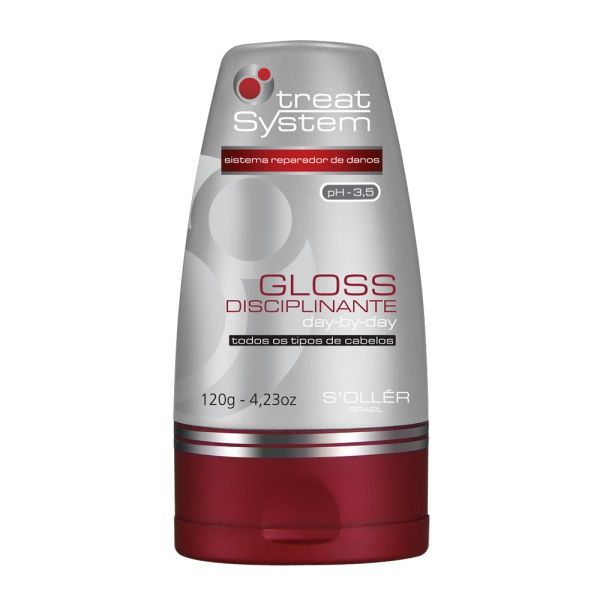 treat
System
sistema reparador de danos
pH - 3,5
GLOSS
DISCIPLINANTE
day-by-day
todos os tipos de cabelos
120g - 4,23oz
S'OLLÉR
BRASIL